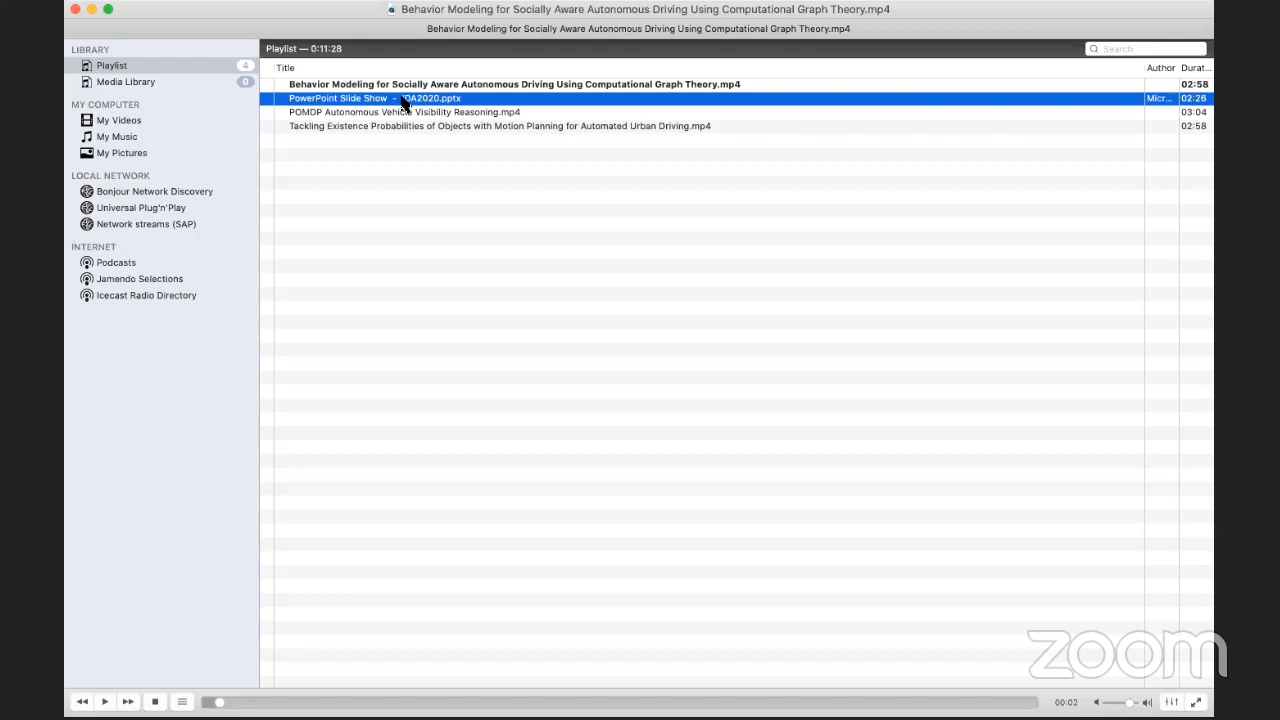 Behavior Modeling for Socially Aware Autonomous Driving Using Computational Graph Theory.mp4
Behavior Modeling for Socially Aware Autonomous Driving Using Computational Graph Theory.mp4
LIBRARY
Playlist 4
Media Library 0
MY COMPUTER
My Videos
My Music
My Pictures
LOCAL NETWORK
Bonjour Network Discovery
Universal Plug'n'Play
Network streams (SAP)
INTERNET
Podcasts
Jamendo Selections
Icecast Radio Directory
Playlist — 0:11:28
Search
Title Author Durat...
Behavior Modeling for Socially Aware Autonomous Driving Using Computational Graph Theory.mp4 02:58
PowerPoint Slide Show - Micr... 02:26
POMDP Autonomous Vehicle Visibility Reasoning.mp4 03:04
Tackling Existence Probabilities of Objects with Motion Planning for Automated Urban Driving.mp4 02:58
00:02
zoom